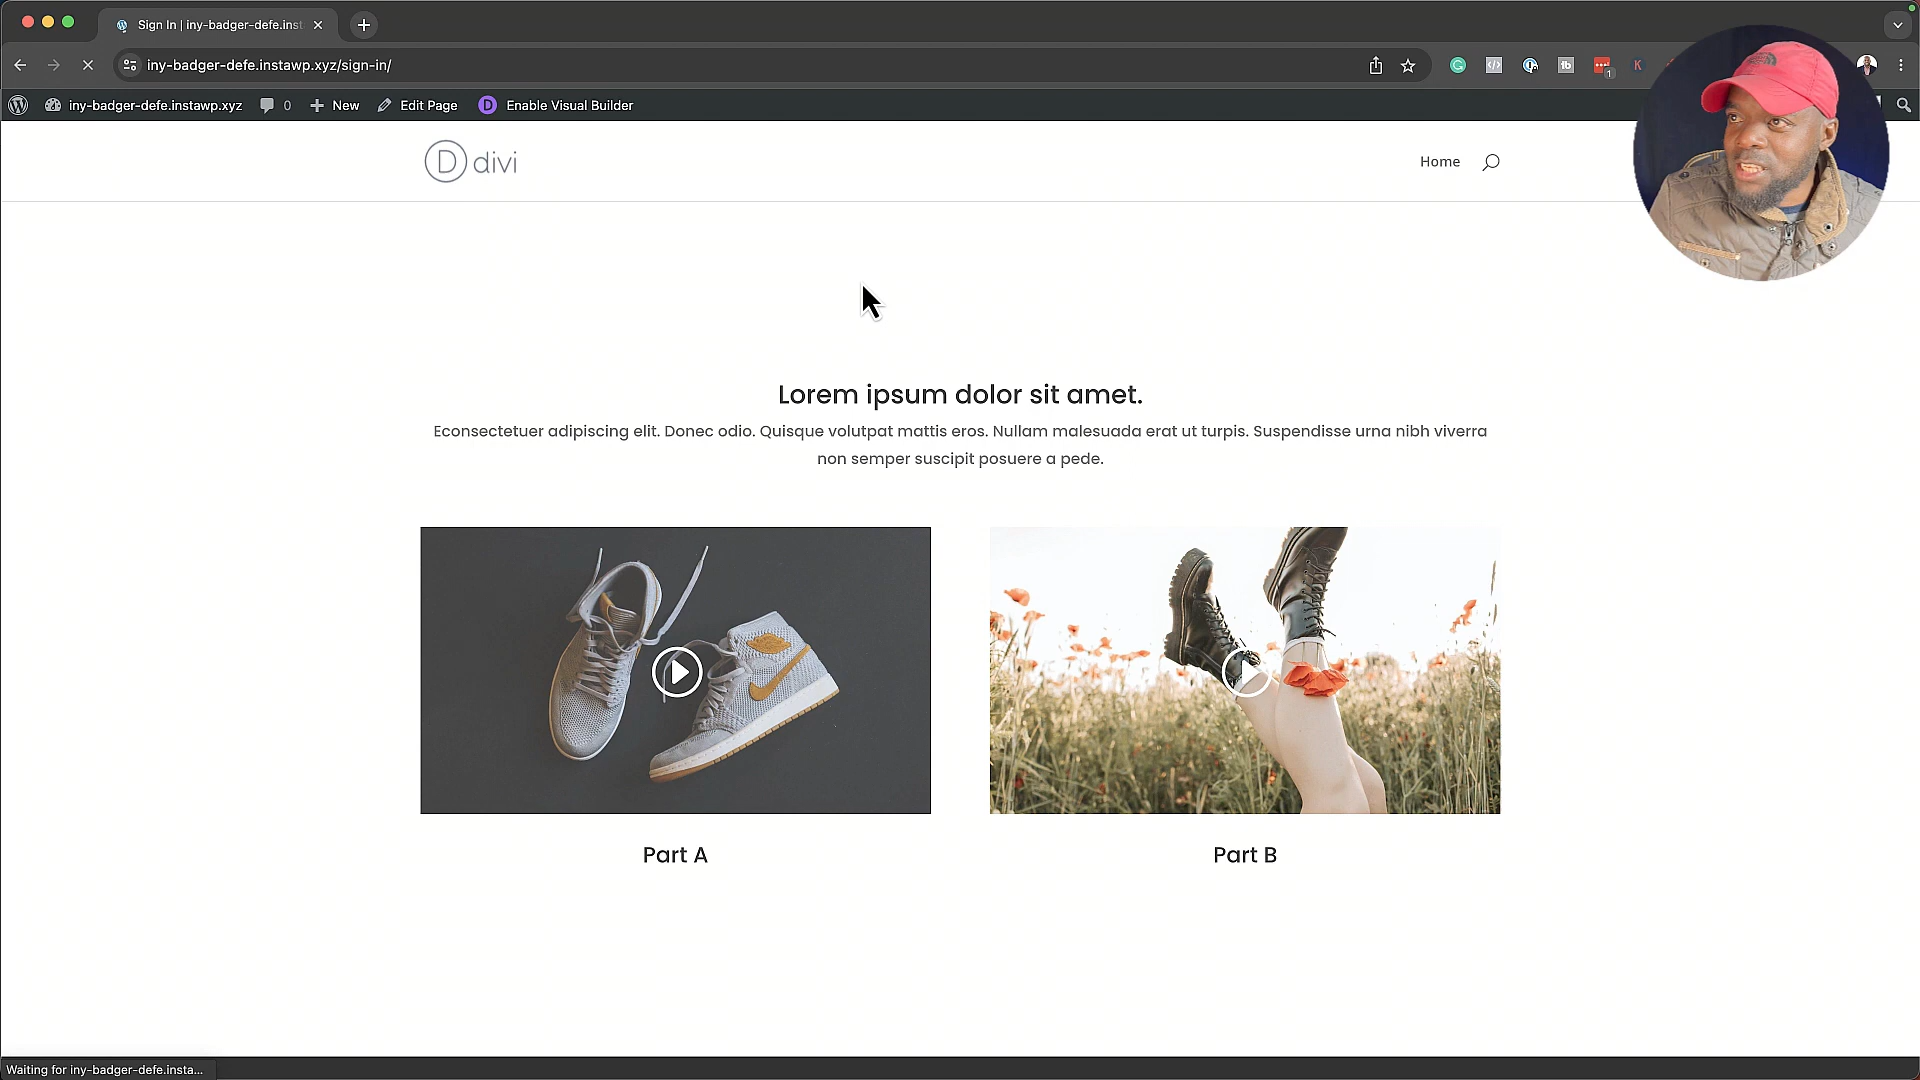 Sign In | iny-badger-defe.inst
iny-badger-defe.instawp.xyz/sign-in/
1
K
iny-badger-defe.instawp.xyz 0 New Edit Page D Enable Visual Builder
D divi
Home
Lorem ipsum dolor sit amet.
Econsectetuer adipiscing elit. Donec odio. Quisque volutpat mattis eros. Nullam malesuada erat ut turpis. Suspendisse urna nibh viverra
non semper suscipit posuere a pede.
Part A
Part B
Waiting for iny-badger-defe.insta...